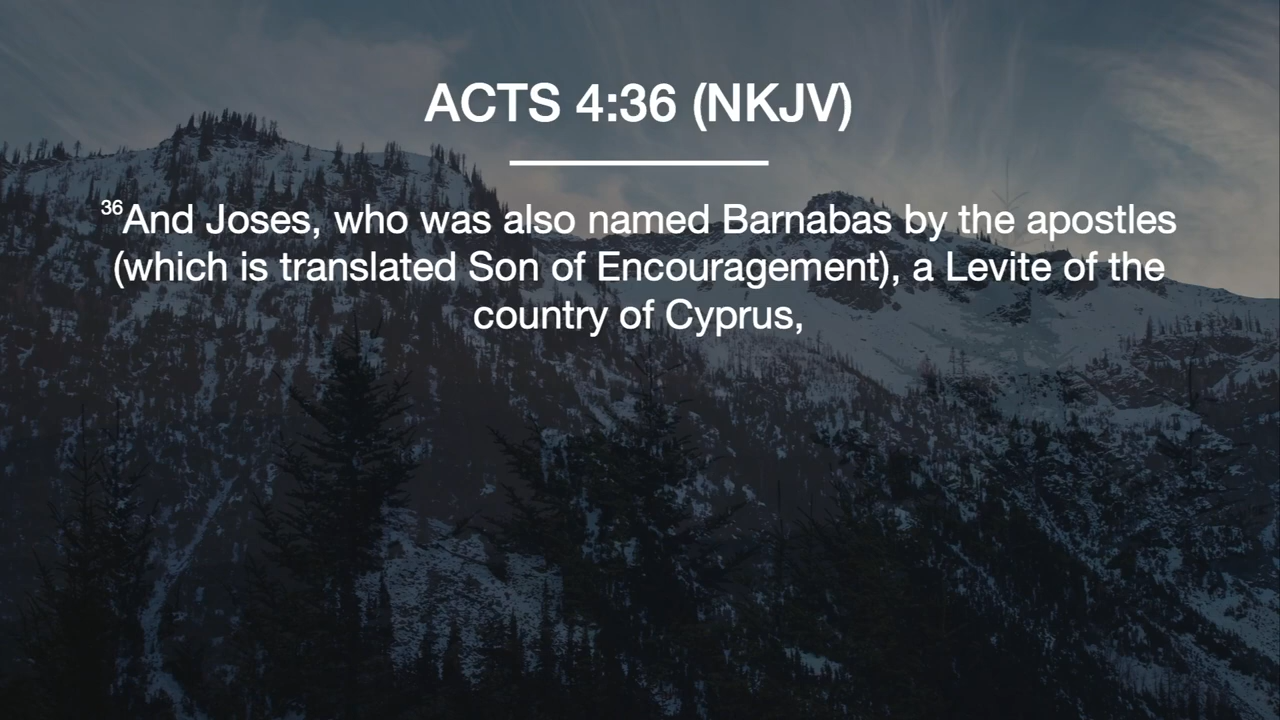 ACTS 4:36 (NKJV)
36And Joses, who was also named Barnabas by the apostles
(which is translated Son of Encouragement), a Levite of the
country of Cyprus,